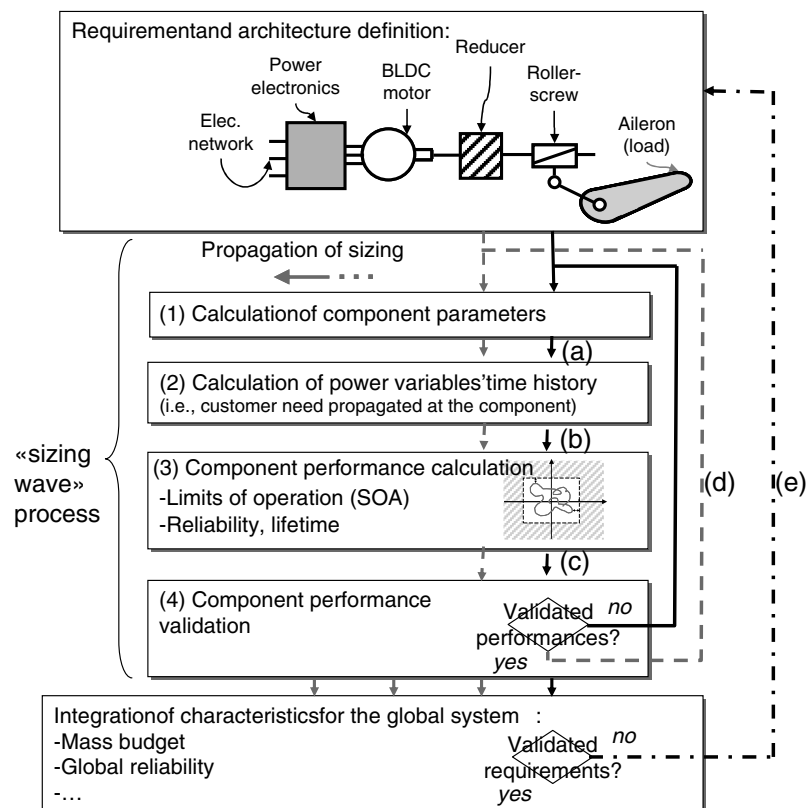 Requirementand architecture definition:
Reducer
Power
electronics
BLDC
motor
Roller-
screw
Elec.
network
Aileron
(load)
Propagation of sizing
(1) Calculationof component parameters
(a)
(2) Calculation of power variables'time history
(i.e., customer need propagated at the component)
(b)
«sizing
wave»
process
(3) Component performance calculation
-Limits of operation (SOA)
-Reliability, lifetime
(d)
(e)
(c)
(4) Component performance
validation
Validated
performances?
no
yes
Integrationof characteristicsfor the global system :
-Mass budget
-Global reliability
-...
Validated
requirements?
no
yes